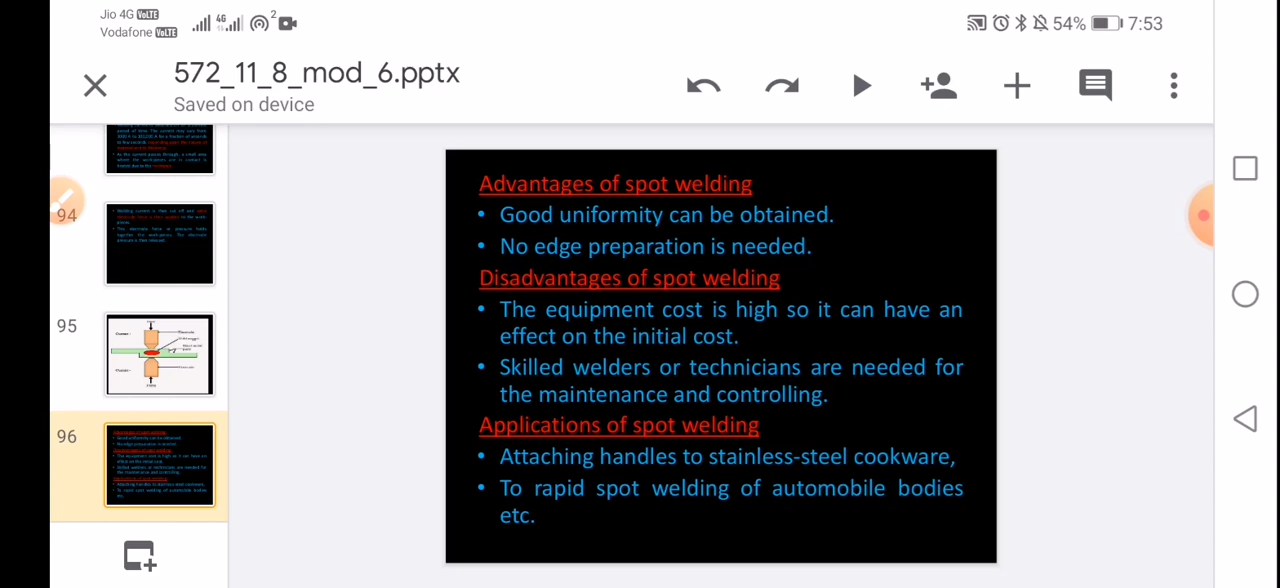 Jio 4G VoLTE
Vodafone VoLTE
4G
2
54%
7:53
572_11_8_mod_6.pptx
Saved on device
94
95
96
Advantages of spot welding
• Good uniformity can be obtained.
• No edge preparation is needed.
Disadvantages of spot welding
• The equipment cost is high so it can have an
effect on the initial cost.
• Skilled welders or technicians are needed for
the maintenance and controlling.
Applications of spot welding
• Attaching handles to stainless-steel cookware,
• To rapid spot welding of automobile bodies
etc.